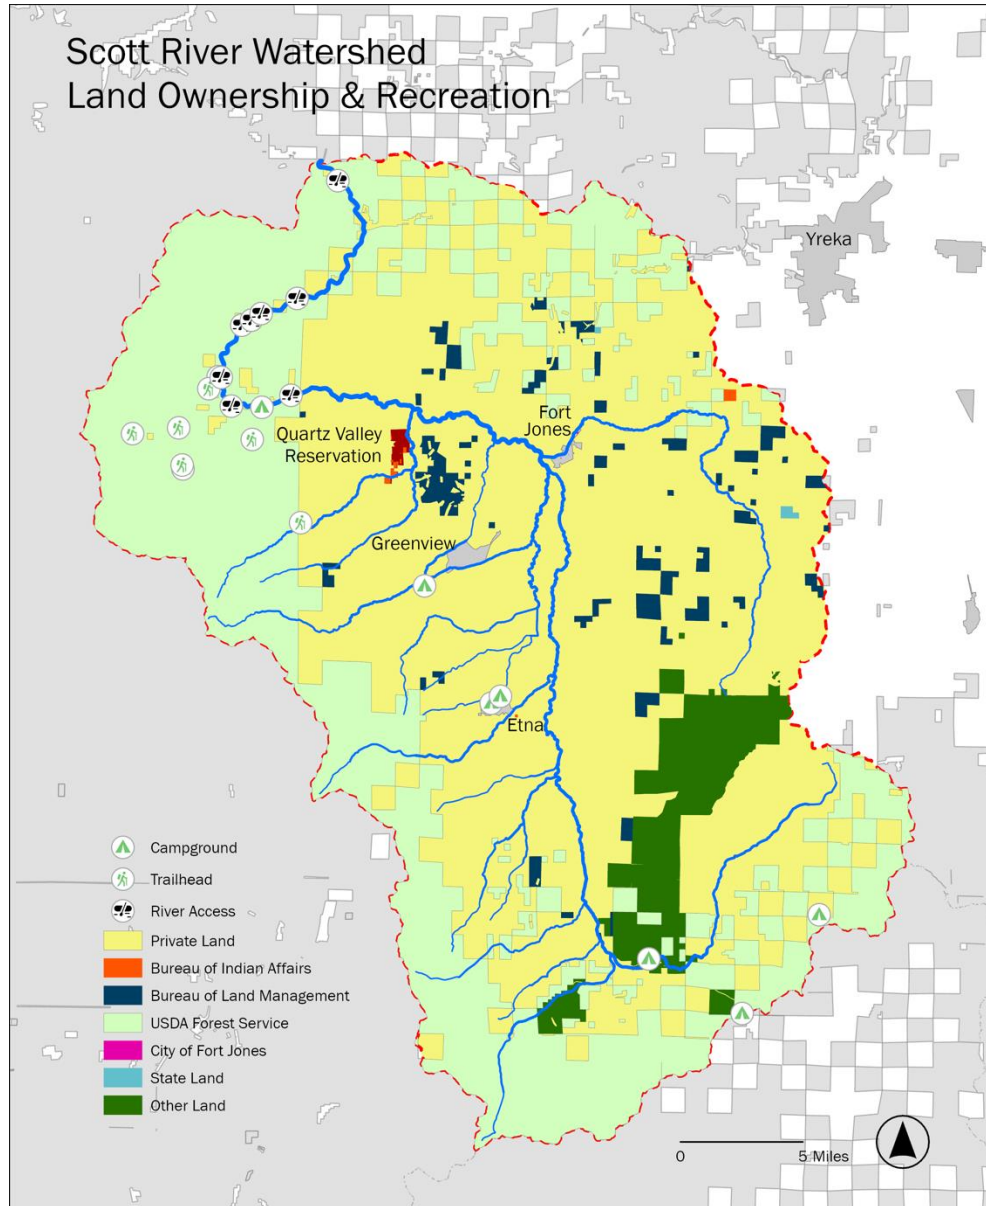 Scott River Watershed
Land Ownership & Recreation
Yreka
Fort
Jones
Quartz Valley
Reservation
Greenview
Etna
Campground
Trailhead
River Access
Private Land
Bureau of Indian Affairs
Bureau of Land Management
USDA Forest Service
City of Fort Jones
State Land
Other Land
0 5 Miles